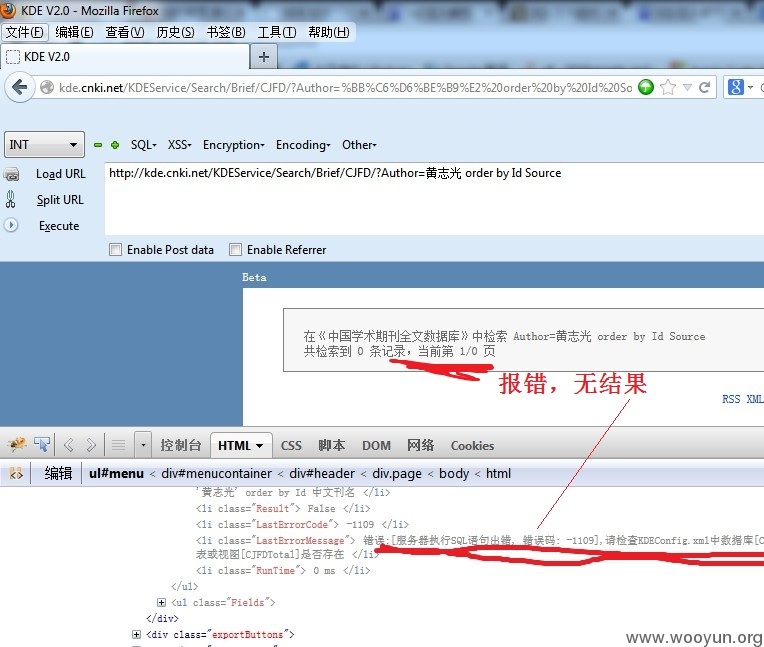 KDE V2.0 - Mozilla Firefox
文件(F) 编辑(E) 查看(V) 历史(S) 书签(B) 工具(T) 帮助(H)
KDE V2.0
kde.cnki.net/KDEService/Search/Brief/CJFD/?Author=%BB%C6%D6%BE%B9%E2%20order%20by%20Id%20So
INT SQL XSS Encryption Encoding Other
Load URL http://kde.cnki.net/KDEService/Search/Brief/CJFD/?Author=黄志光 order by Id Source
Split URL
Execute
Enable Post data Enable Referrer
Beta
在《中国学术期刊全文数据库》中检索 Author=黄志光 order by Id Source
共检索到 0 条记录，当前第 1/0 页
报错，无结果
RSS XML
控制台 HTML CSS 脚本 DOM 网络 Cookies
编辑 ul#menu < div#menucontainer < div#header < div.page < body < html
'黄志光' order by Id 中文刊名 </li>
<li class="Result"> False </li>
<li class="LastErrorCode"> -1109 </li>
<li class="LastErrorMessage"> 错误:[服务器执行SQL语句出错, 错误码: -1109],请检查KDEConfig.xml中数据库[C
表或视图[CJFDTotal]是否存在 </li>
<li class="RunTime"> 0 ms </li>
</ul>
<ul class="Fields">
</div>
<div class="exportButtons">
www.wooyun.org